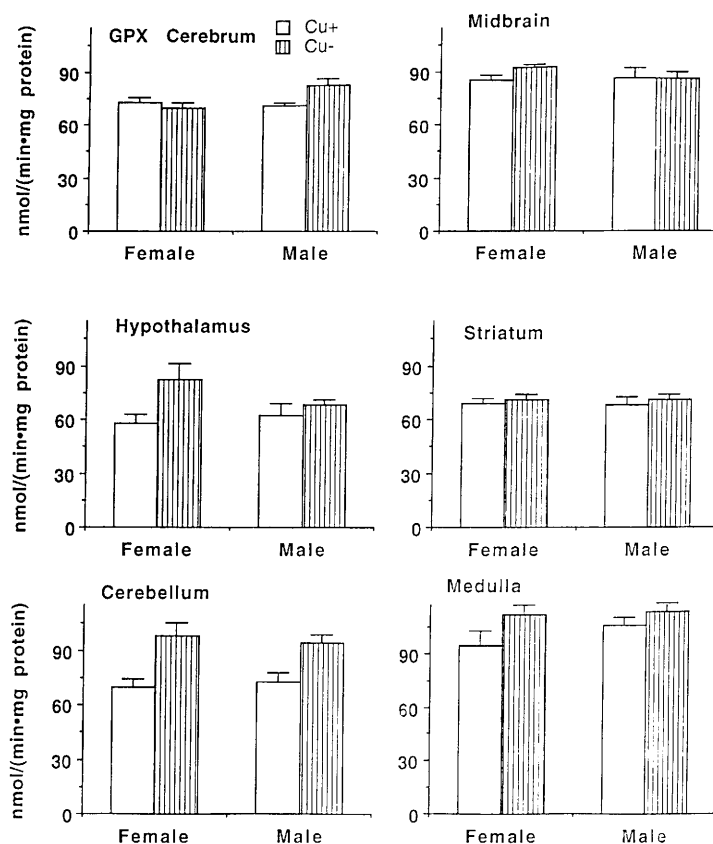 GPX Cerebrum
Cu+
Cu-
nmol/(min•mg protein)
90
60
30
0
Female Male
Midbrain
90
60
30
0
Female Male
Hypothalamus
nmol/(min•mg protein)
90
60
30
0
Female Male
Striatum
90
60
30
0
Female Male
Cerebellum
nmol/(min•mg protein)
90
60
30
0
Female Male
Medulla
90
60
30
0
Female Male